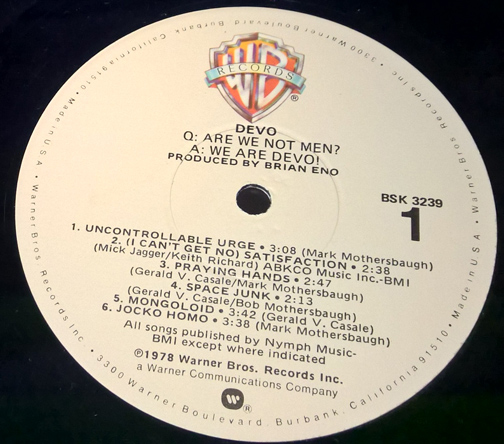 WB
RECORDS
®
DEVO
Q: ARE WE NOT MEN?
A: WE ARE DEVO!
PRODUCED BY BRIAN ENO
BSK 3239
1
1. UNCONTROLLABLE URGE • 3:08 (Mark Mothersbaugh)
2. (I CAN'T GET NO) SATISFACTION • 2:38
(Mick Jagger/Keith Richard) ABKCO Music Inc.-BMI
3. PRAYING HANDS • 2:47
(Gerald V. Casale/Mark Mothersbaugh)
4. SPACE JUNK • 2:13
(Gerald V. Casale/Bob Mothersbaugh)
5. MONGOLOID • 3:42 (Gerald V. Casale)
6. JOCKO HOMO • 3:38 (Mark Mothersbaugh)
All songs published by Nymph Music-
BMI except where indicated
℗1978 Warner Bros. Records Inc.
a Warner Communications Company
W®
Warner Bros. Records Inc. • 3300 Warner Boulevard, Burbank, California 91510 • Made in U.S.A. • Warner Bros. Records Inc. • 3300 Warner Boulevard, Burbank, California 91510 • Made in U.S.A. •